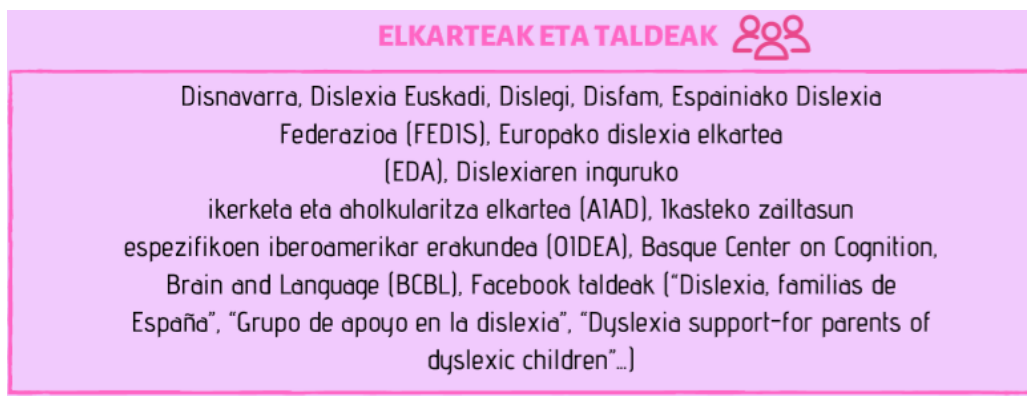 ELKARTEAK ETA TALDEAK
Disnavarra, Dislexia Euskadi, Dislegi, Disfam, Espainiako Dislexia
Federazioa (FEDIS), Europako dislexia elkartea
(EDA), Dislexiaren inguruko
ikerketa eta aholkularitza elkartea (AIAD), Ikasteko zailtasun
espezifikoen iberoamerikar erakundea (OIDEA), Basque Center on Cognition,
Brain and Language (BCBL), Facebook taldeak (“Dislexia, familias de
España”, “Grupo de apoyo en la dislexia”, “Dyslexia support-for parents of
dyslexic children”...)